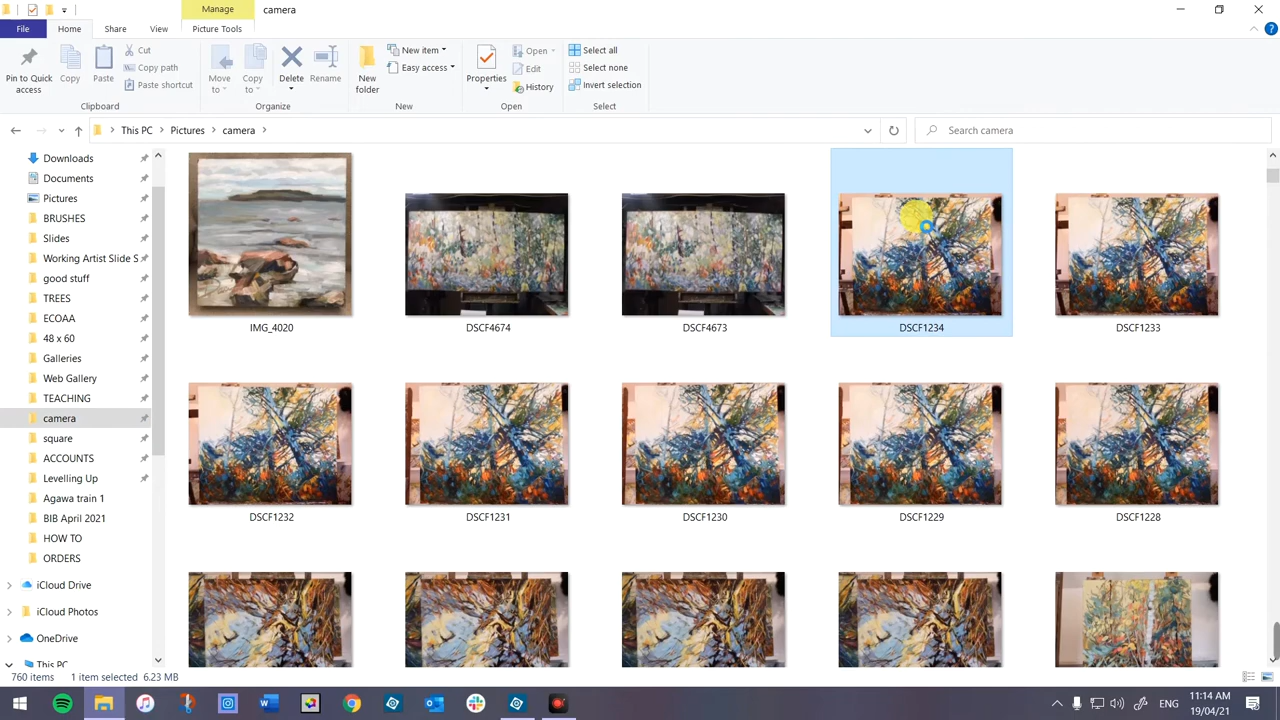 Manage
camera
File
Home
Share
View
Picture Tools
Pin to Quick access
Copy
Paste
Cut
Copy path
Paste shortcut
Clipboard
Move to
Copy to
Delete
Rename
Organize
New folder
New item
Easy access
New
Properties
Open
Edit
History
Open
Select all
Select none
Invert selection
Select
This PC
Pictures
camera
Search camera
Downloads
Documents
Pictures
BRUSHES
Slides
Working Artist Slide S
good stuff
TREES
ECOAA
48 x 60
Galleries
Web Gallery
TEACHING
camera
square
ACCOUNTS
Levelling Up
Agawa train 1
BIB April 2021
HOW TO
ORDERS
iCloud Drive
iCloud Photos
OneDrive
This PC
IMG_4020
DSCF4674
DSCF4673
DSCF1234
DSCF1233
DSCF1232
DSCF1231
DSCF1230
DSCF1229
DSCF1228
760 items
1 item selected 6.23 MB
ENG
11:14 AM
19/04/21